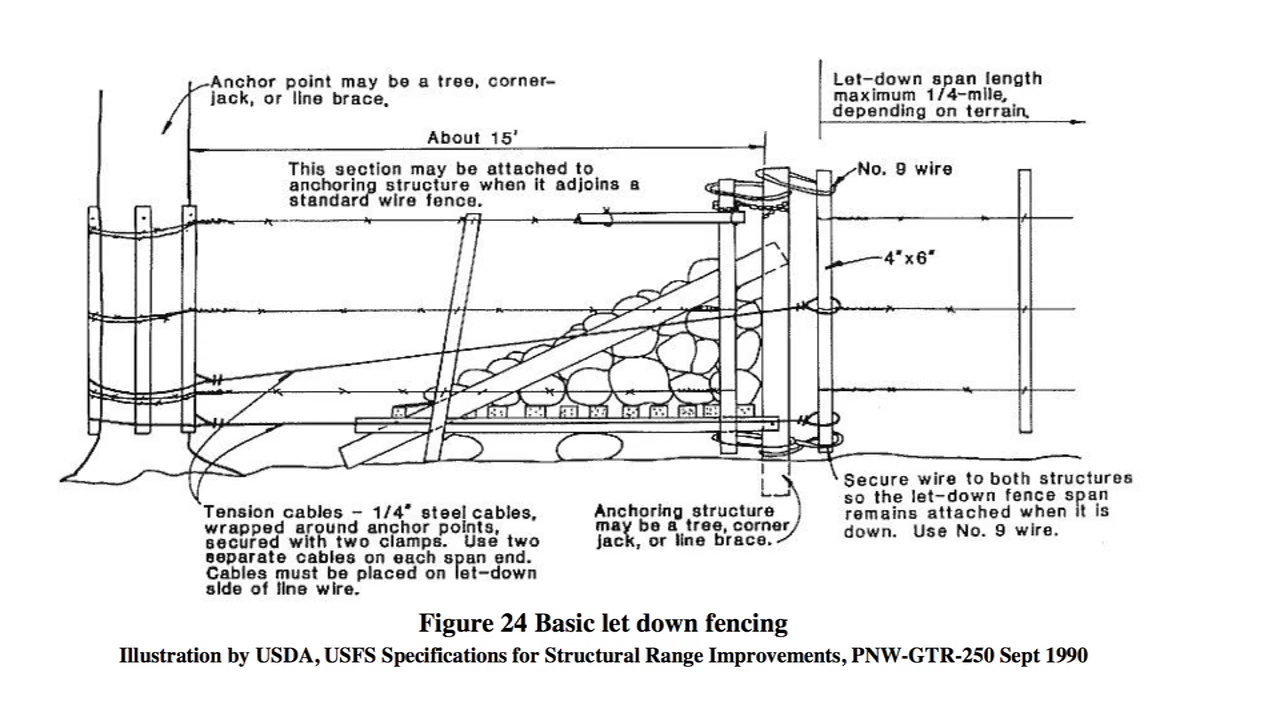 Anchor point may be a tree, corner-
jack, or line brace.
Let-down span length
maximum 1/4-mile,
depending on terrain.
About 15'
This section may be attached to
anchoring structure when it adjoins a
standard wire fence.
No. 9 wire
4"x6"
Tension cables - 1/4" steel cables,
wrapped around anchor points,
secured with two clamps. Use two
separate cables on each span end.
Cables must be placed on let-down
side of line wire.
Anchoring structure
may be a tree, corner
jack, or line brace.
Secure wire to both structures
so the let-down fence span
remains attached when it is
down. Use No. 9 wire.
Figure 24 Basic let down fencing
Illustration by USDA, USFS Specifications for Structural Range Improvements, PNW-GTR-250 Sept 1990